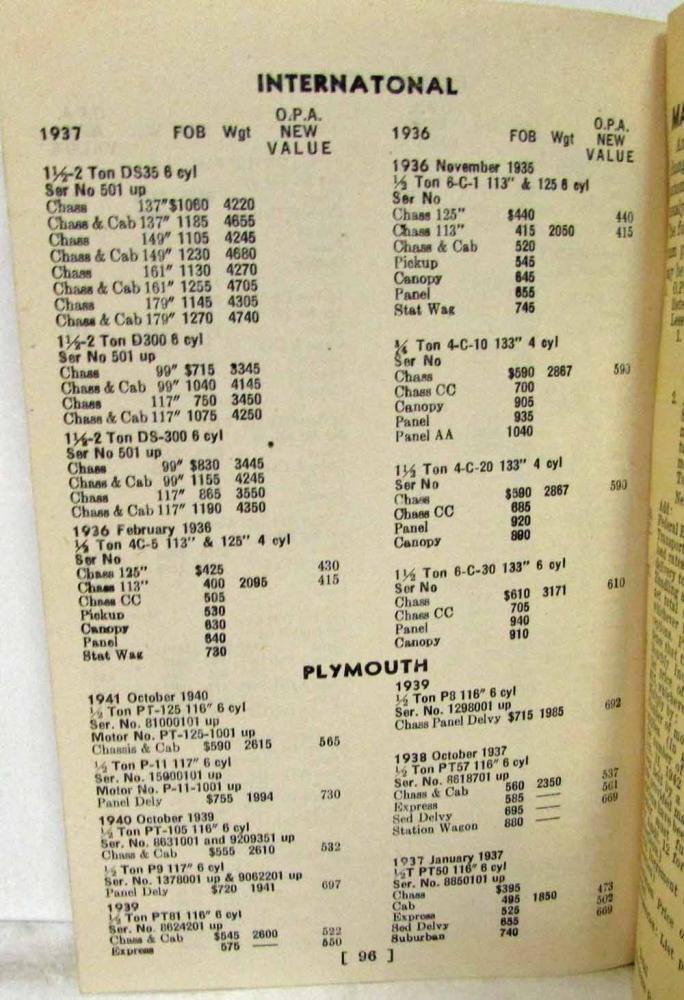 INTERNATONAL
1937 FOB Wgt O.P.A. NEW VALUE
1½-2 Ton DS35 6 cyl
Ser No 501 up
Chass 137" $1060 4220
Chass & Cab 137" 1185 4655
Chass 149" 1105 4245
Chass & Cab 149" 1230 4680
Chass 161" 1130 4270
Chass & Cab 161" 1255 4705
Chass 179" 1145 4305
Chass & Cab 179" 1270 4740
1½-2 Ton D300 6 cyl
Ser No 501 up
Chass 99" $715 3345
Chass & Cab 99" 1040 4145
Chass 117" 750 3450
Chass & Cab 117" 1075 4250
1½-2 Ton DS-300 6 cyl
Ser No 501 up
Chass 99" $830 3445
Chass & Cab 99" 1155 4245
Chass 117" 865 3550
Chass & Cab 117" 1190 4350
1936 February 1936
½ Ton 4C-5 113" & 125" 4 cyl
Ser No
Chass 125" $425 430
Chass 113" 400 2095 415
Chass CC 505
Pickup 530
Canopy 630
Panel 640
Stat Wag 730
1936 FOB Wgt O.P.A. NEW VALUE
1936 November 1935
½ Ton 6-C-1 113" & 125 6 cyl
Ser No
Chass 125" $440 440
Chass 113" 415 2050 415
Chass & Cab 520
Pickup 545
Canopy 645
Panel 655
Stat Wag 745
¾ Ton 4-C-10 133" 4 cyl
Ser No
Chass $590 2867 590
Chass CC 700
Canopy 905
Panel 935
Panel AA 1040
1½ Ton 4-C-20 133" 4 cyl
Ser No
Chass $590 2867 590
Chass CC 685
Panel 920
Canopy 890
1½ Ton 6-C-30 133" 6 cyl
Ser No
Chass $610 3171 610
Chass CC 705
Panel 940
Canopy 910
PLYMOUTH
1941 October 1940
½ Ton PT-125 116" 6 cyl
Ser. No. 81000101 up
Motor No. PT-125-1001 up
Chassis & Cab $590 2615 565
½ Ton P-11 117" 6 cyl
Ser. No. 15900101 up
Motor No. P-11-1001 up
Panel Dely $755 1994 730
1940 October 1939
½ Ton PT-105 116" 6 cyl
Ser. No. 8631001 and 9209351 up
Chass & Cab $555 2610 532
½ Ton P9 117" 6 cyl
Ser. No. 1378001 up & 9062201 up
Panel Dely $720 1941 697
1939
½ Ton PT81 116" 6 cyl
Ser. No. 8624201 up
Chass & Cab $545 2600 522
Express 575 —— 550
1939
½ Ton P8 116" 6 cyl
Ser. No. 1298001 up
Chass Panel Delvy $715 1985 692
1938 October 1937
½ Ton PT57 116" 6 cyl
Ser. No. 8618701 up
Chass & Cab 560 2350 537
Express 585 —— 561
Sed Delvy 695 —— 669
Station Wagon 880 ——
1937 January 1937
½T PT50 116" 6 cyl
Ser. No. 8850101 up
Chass $395
Cab 495 1850 473
Express 525 502
Sed Delvy 655 669
Suburban 740
[ 96 ]